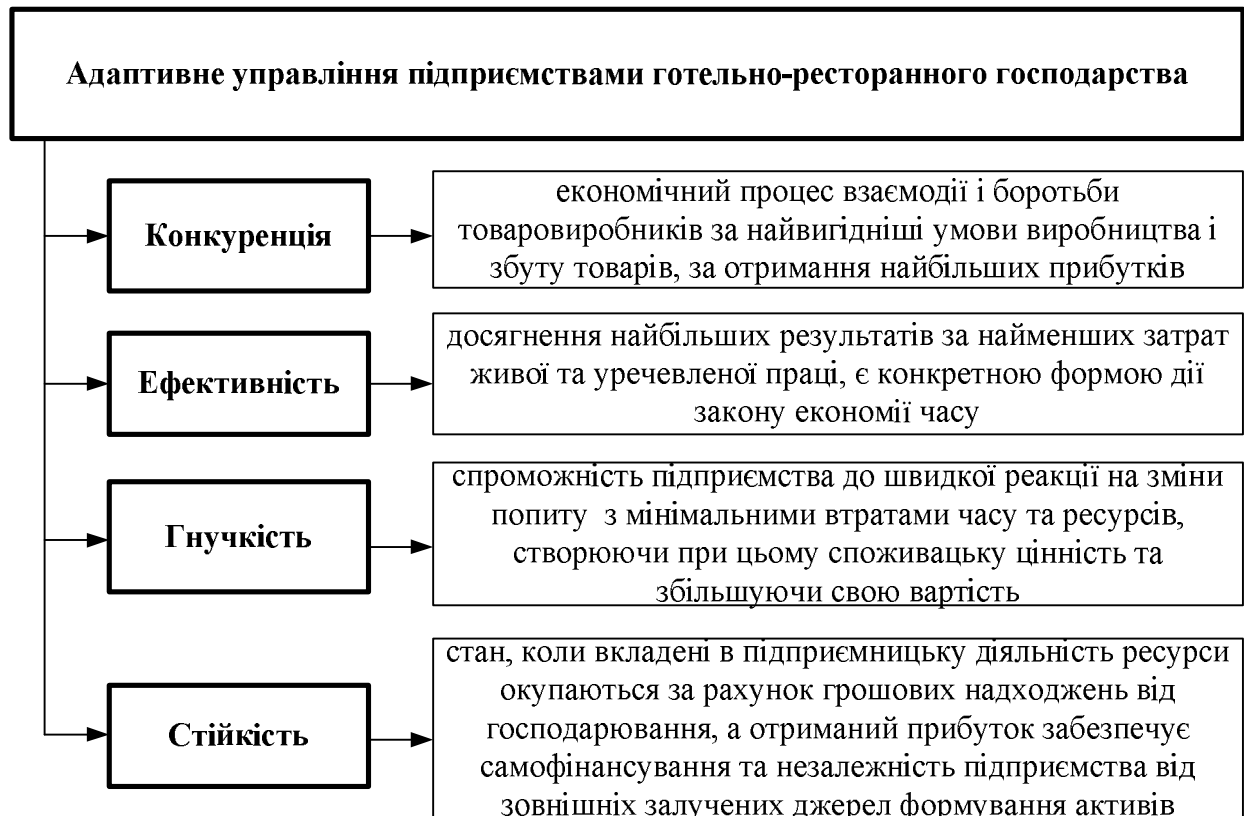 Адаптивне управління підприємствами готельно-ресторанного господарства
Конкуренція
економічний процес взаємодії і боротьби
товаровиробників за найвигідніші умови виробництва і
збуту товарів, за отримання найбільших прибутків
Ефективність
досягнення найбільших результатів за найменших затрат
живої та уречевленої праці, є конкретною формою дії
закону економії часу
Гнучкість
спроможність підприємства до швидкої реакції на зміни
попиту з мінімальними втратами часу та ресурсів,
створюючи при цьому споживацьку цінність та
збільшуючи свою вартість
Стійкість
стан, коли вкладені в підприємницьку діяльність ресурси
окупаються за рахунок грошових надходжень від
господарювання, а отриманий прибуток забезпечує
самофінансування та незалежність підприємства від
зовнішніх залучених джерел формування активів